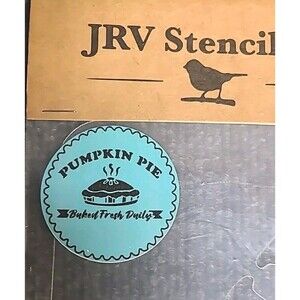 JRV Stencil
PUMPKIN PIE
Baked Fresh Daily